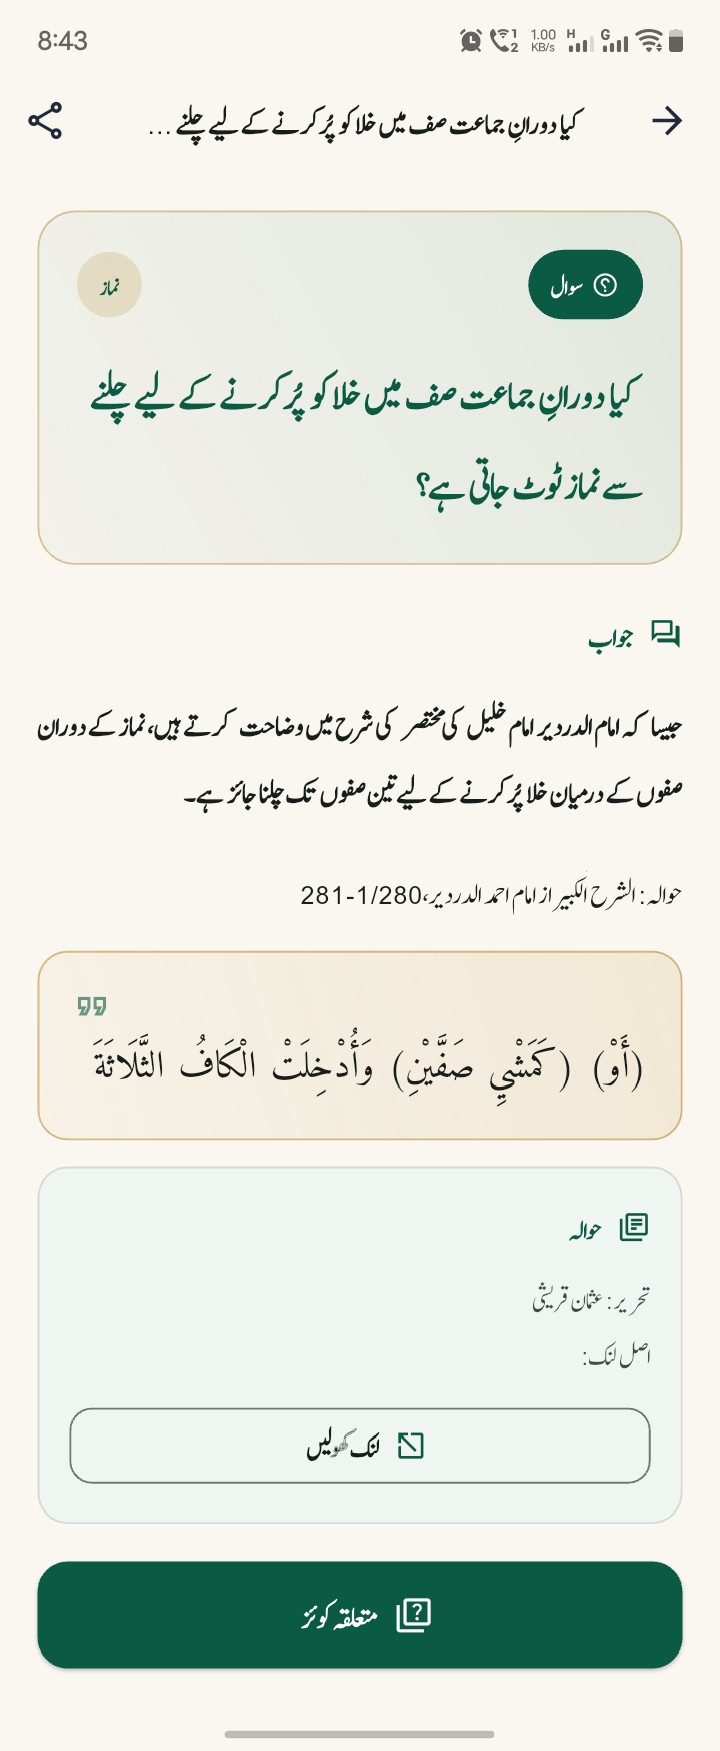 8:43
1.00 KB/s
H
G
1
2
کیا دورانِ جماعت صف میں خلا کو پُر کرنے کے لیے چلنے ...
سوال
نماز
کیا دورانِ جماعت صف میں خلا کو پُر کرنے کے لیے چلنے
سے نماز ٹوٹ جاتی ہے؟
جواب
جیسا کہ امام الدردیر امام خلیل کی مختصر کی شرح میں وضاحت کرتے ہیں، نماز کے دوران
صفوں کے درمیان خلا پُر کرنے کے لیے تین صفوں تک چلنا جائز ہے۔
حوالہ: الشرح الکبیر از امام احمد الدردیر، 1/280-281
(أَوْ) (كَمَشْيِ صَفَّيْنِ) وَأُدْخِلَتْ الْكَافُ الثَّلَاثَةَ
حوالہ
تحریر: عثمان قریشی
اصل لنک:
لنک کھولیں
متعلقہ کوئز